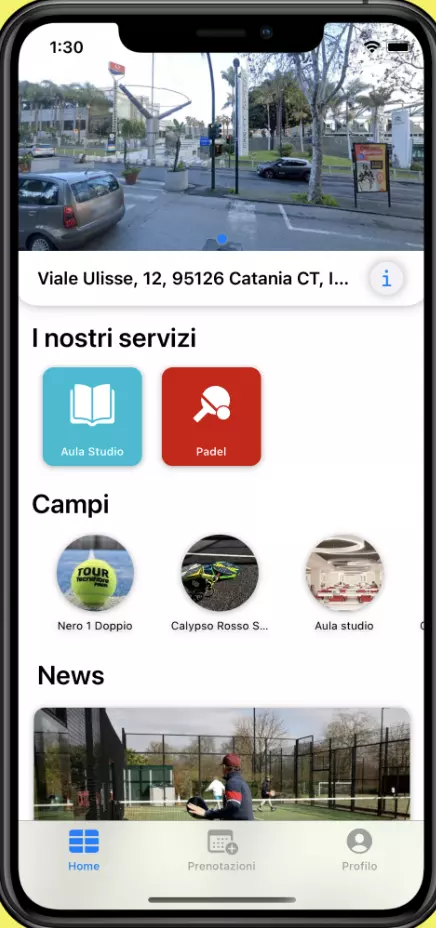 1:30
Viale Ulisse, 12, 95126 Catania CT, I...
i
I nostri servizi
Aula Studio
Padel
Campi
TOUR
Tecnifibre
Nero 1 Doppio
Calypso Rosso S...
Aula studio
News
Home
Prenotazioni
Profilo